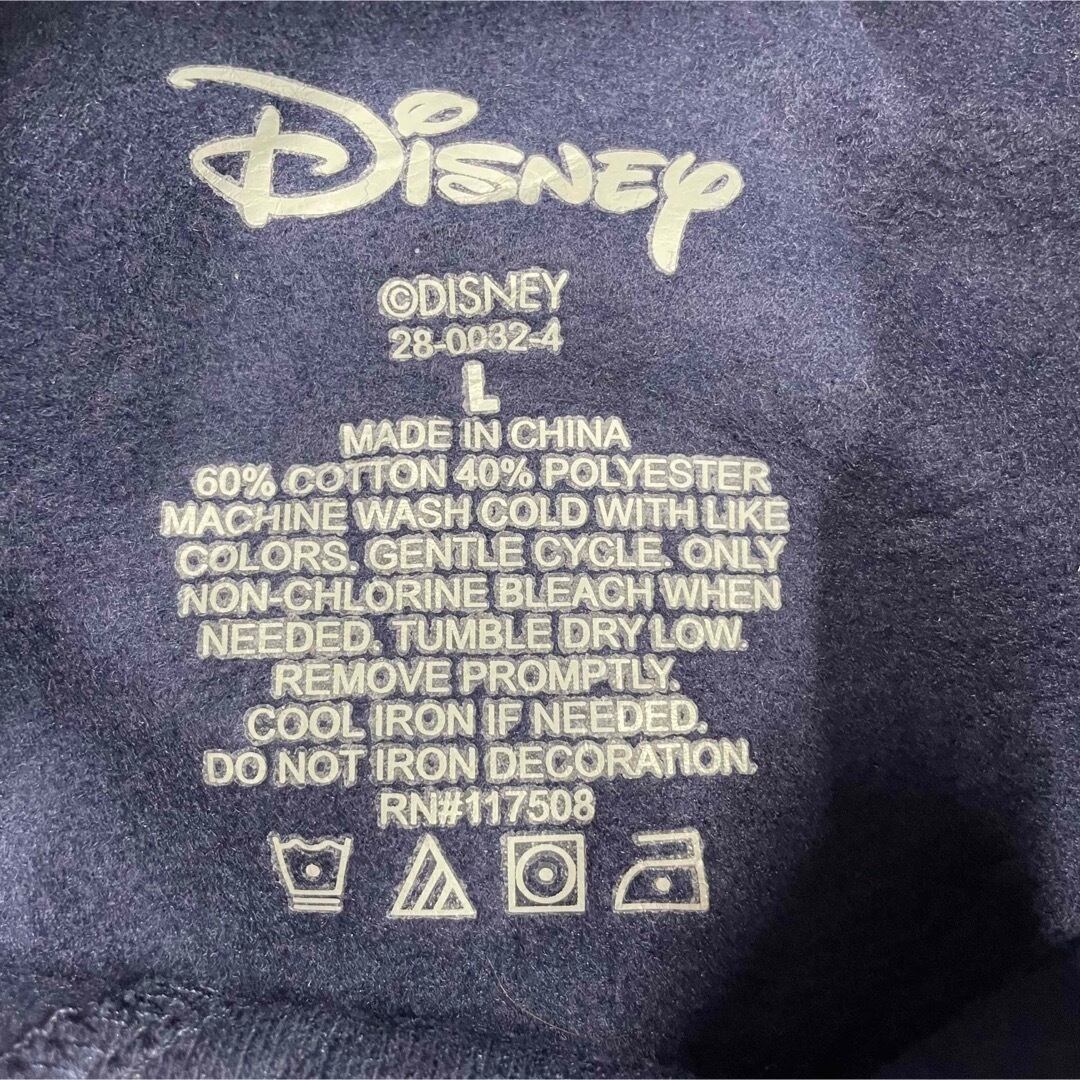 Disney
©DISNEY
28-0032-4
L
MADE IN CHINA
60% COTTON 40% POLYESTER
MACHINE WASH COLD WITH LIKE
COLORS. GENTLE CYCLE. ONLY
NON-CHLORINE BLEACH WHEN
NEEDED. TUMBLE DRY LOW.
REMOVE PROMPTLY.
COOL IRON IF NEEDED.
DO NOT IRON DECORATION.
RN#117508